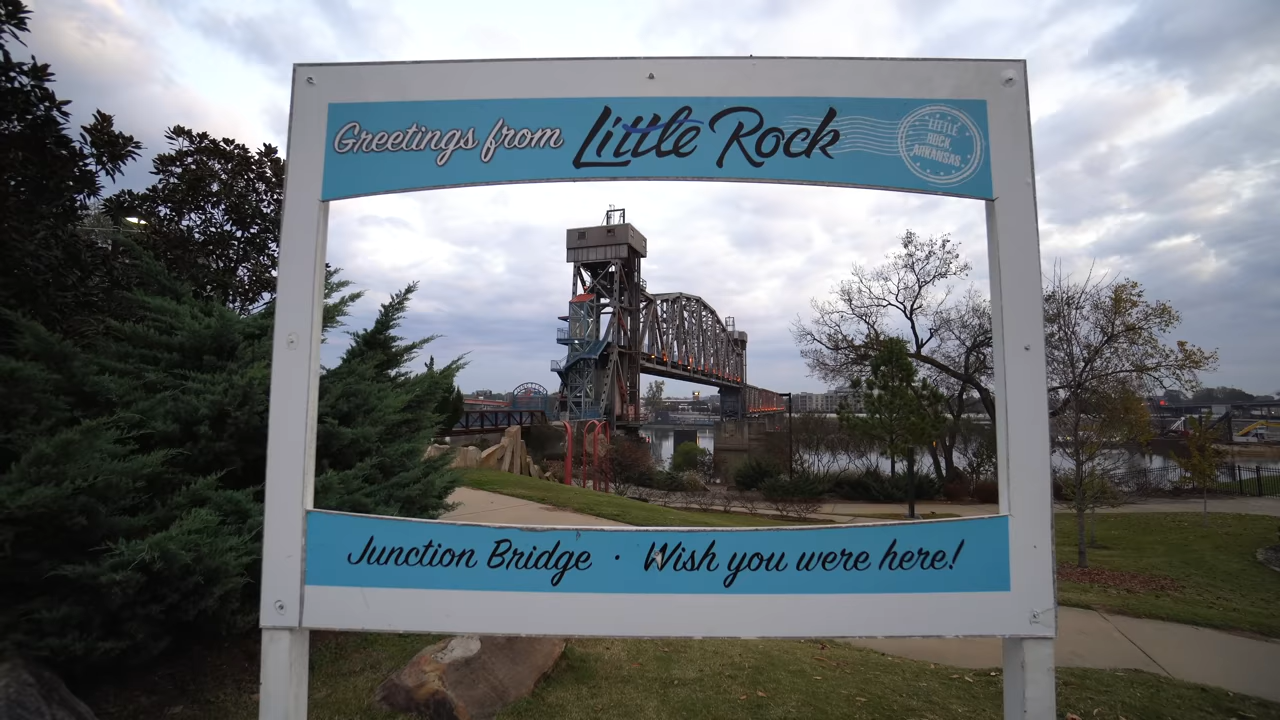 Greetings from Little Rock
LITTLE
ROCK,
ARKANSAS
Junction Bridge · Wish you were here!